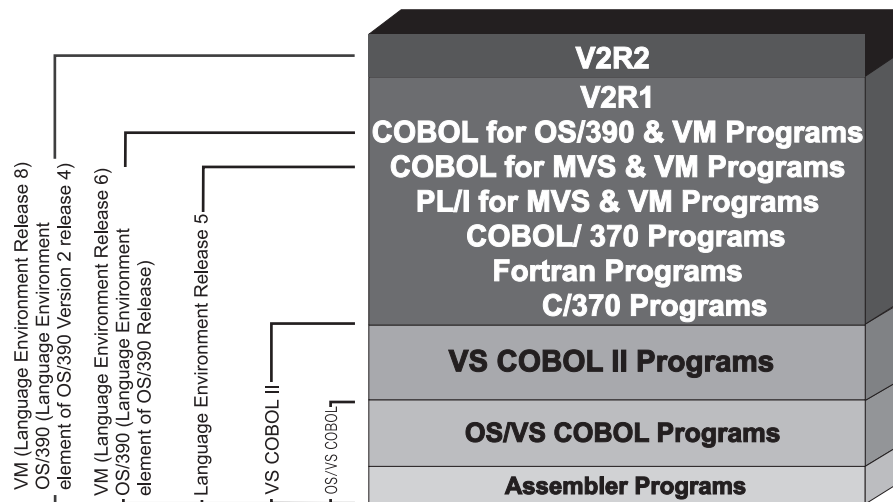 V2R2
V2R1
COBOL for OS/390 & VM Programs
COBOL for MVS & VM Programs
PL/I for MVS & VM Programs
COBOL/ 370 Programs
Fortran Programs
C/370 Programs
VS COBOL II Programs
OS/VS COBOL Programs
Assembler Programs
VM (Language Environment Release 8)
OS/390 (Language Environment
element of OS/390 Version 2 release 4)
VM (Language Environment Release 6)
OS/390 (Language Environment
element of OS/390 Release)
Language Environment Release 5
VS COBOL II
OS/VS COBOL